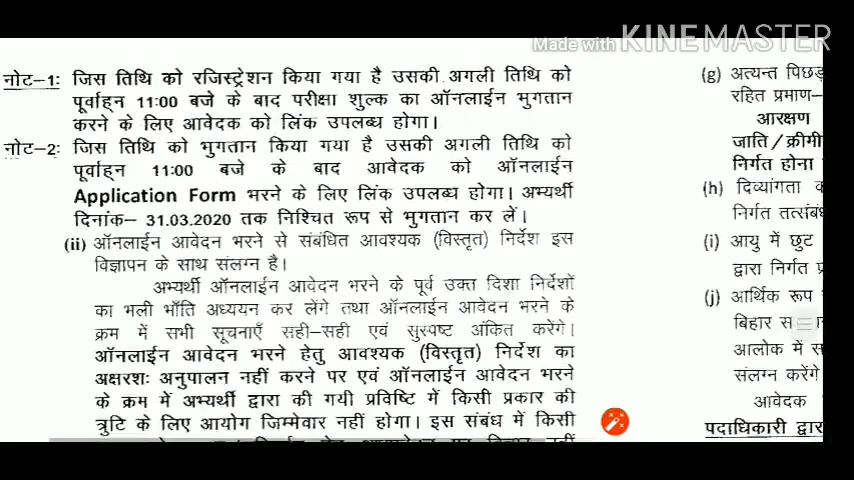 Made with KINEMASTER
नोट–1: जिस तिथि को रजिस्ट्रेशन किया गया है उसकी अगली तिथि को
पूर्वाह्न 11:00 बजे के बाद परीक्षा शुल्क का ऑनलाईन भुगतान
करने के लिए आवेदक को लिंक उपलब्ध होगा।
नोट–2: जिस तिथि को भुगतान किया गया है उसकी अगली तिथि को
पूर्वाह्न 11:00 बजे के बाद आवेदक को ऑनलाईन
Application Form भरने के लिए लिंक उपलब्ध होगा। अभ्यर्थी
दिनांक– 31.03.2020 तक निश्चित रूप से भुगतान कर लें।
(ii) ऑनलाईन आवेदन भरने से संबंधित आवश्यक (विस्तृत) निर्देश इस
विज्ञापन के साथ संलग्न है।
अभ्यर्थी ऑनलाईन आवेदन भरने के पूर्व उक्त दिशा निर्देशों
का भली भाँति अध्ययन कर लेंगे तथा ऑनलाईन आवेदन भरने के
क्रम में सभी सूचनाएँ सही–सही एवं सुस्पष्ट अंकित करेंगे।
ऑनलाईन आवेदन भरने हेतु आवश्यक (विस्तृत) निर्देश का
अक्षरशः अनुपालन नहीं करने पर एवं ऑनलाईन आवेदन भरने
के क्रम में अभ्यर्थी द्वारा की गयी प्रविष्टि में किसी प्रकार की
त्रुटि के लिए आयोग जिम्मेवार नहीं होगा। इस संबंध में किसी
(g) अत्यन्त पिछड़
रहित प्रमाण–
आरक्षण
जाति/क्रीमी
निर्गत होना
(h) दिव्यांगता
निर्गत तत्संबं
(i) आयु में छुट
द्वारा निर्गत
(j) आर्थिक रूप
बिहार
आलोक में
संलग्न करेंगे
आवेदक
पदाधिकारी द्वार